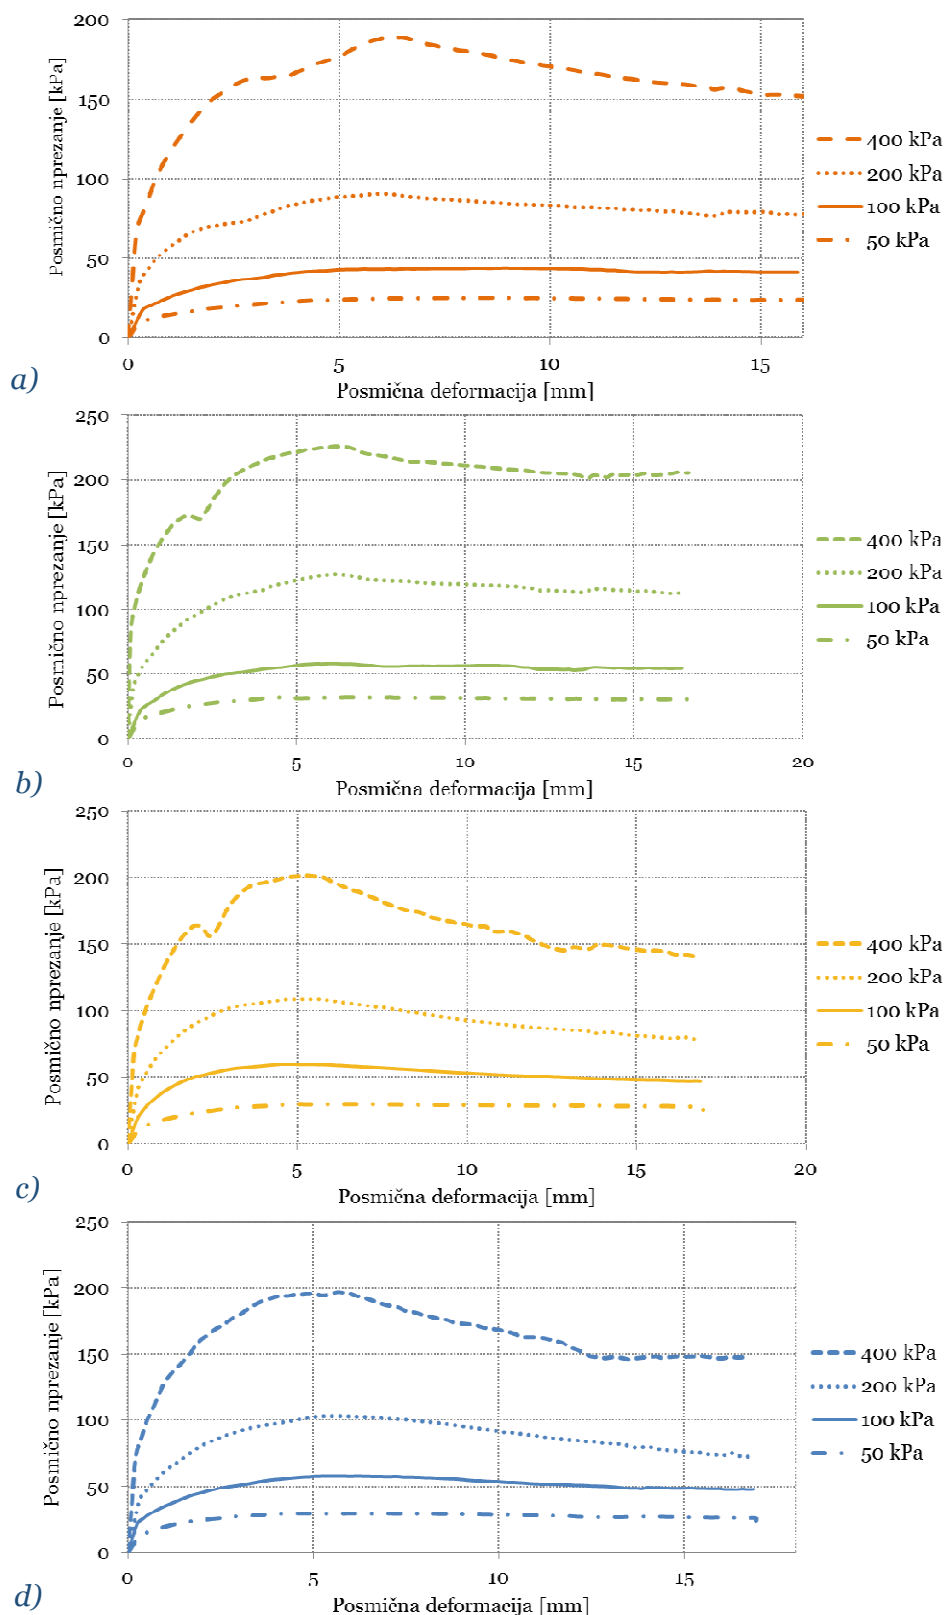 200
150
100
50
0
Posmično nprezanje [kPa]
400 kPa
200 kPa
100 kPa
50 kPa
0 5 10 15
a)
Posmična deformacija [mm]
250
200
150
100
50
0
Posmično nprezanje [kPa]
400 kPa
200 kPa
100 kPa
50 kPa
0 5 10 15 20
b)
Posmična deformacija [mm]
250
200
150
100
50
0
Posmično nprezanje [kPa]
400 kPa
200 kPa
100 kPa
50 kPa
0 5 10 15 20
c)
Posmična deformacija [mm]
250
200
150
100
50
0
Posmično nprezanje [kPa]
400 kPa
200 kPa
100 kPa
50 kPa
0 5 10 15
d)
Posmična deformacija [mm]